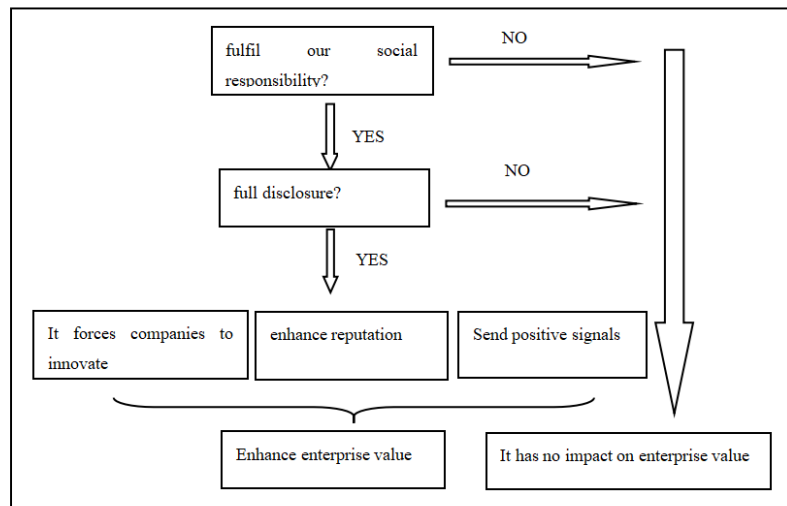 fulfil our social
responsibility?
NO
YES
full disclosure?
NO
YES
It forces companies to
innovate
enhance reputation
Send positive signals
Enhance enterprise value
It has no impact on enterprise value